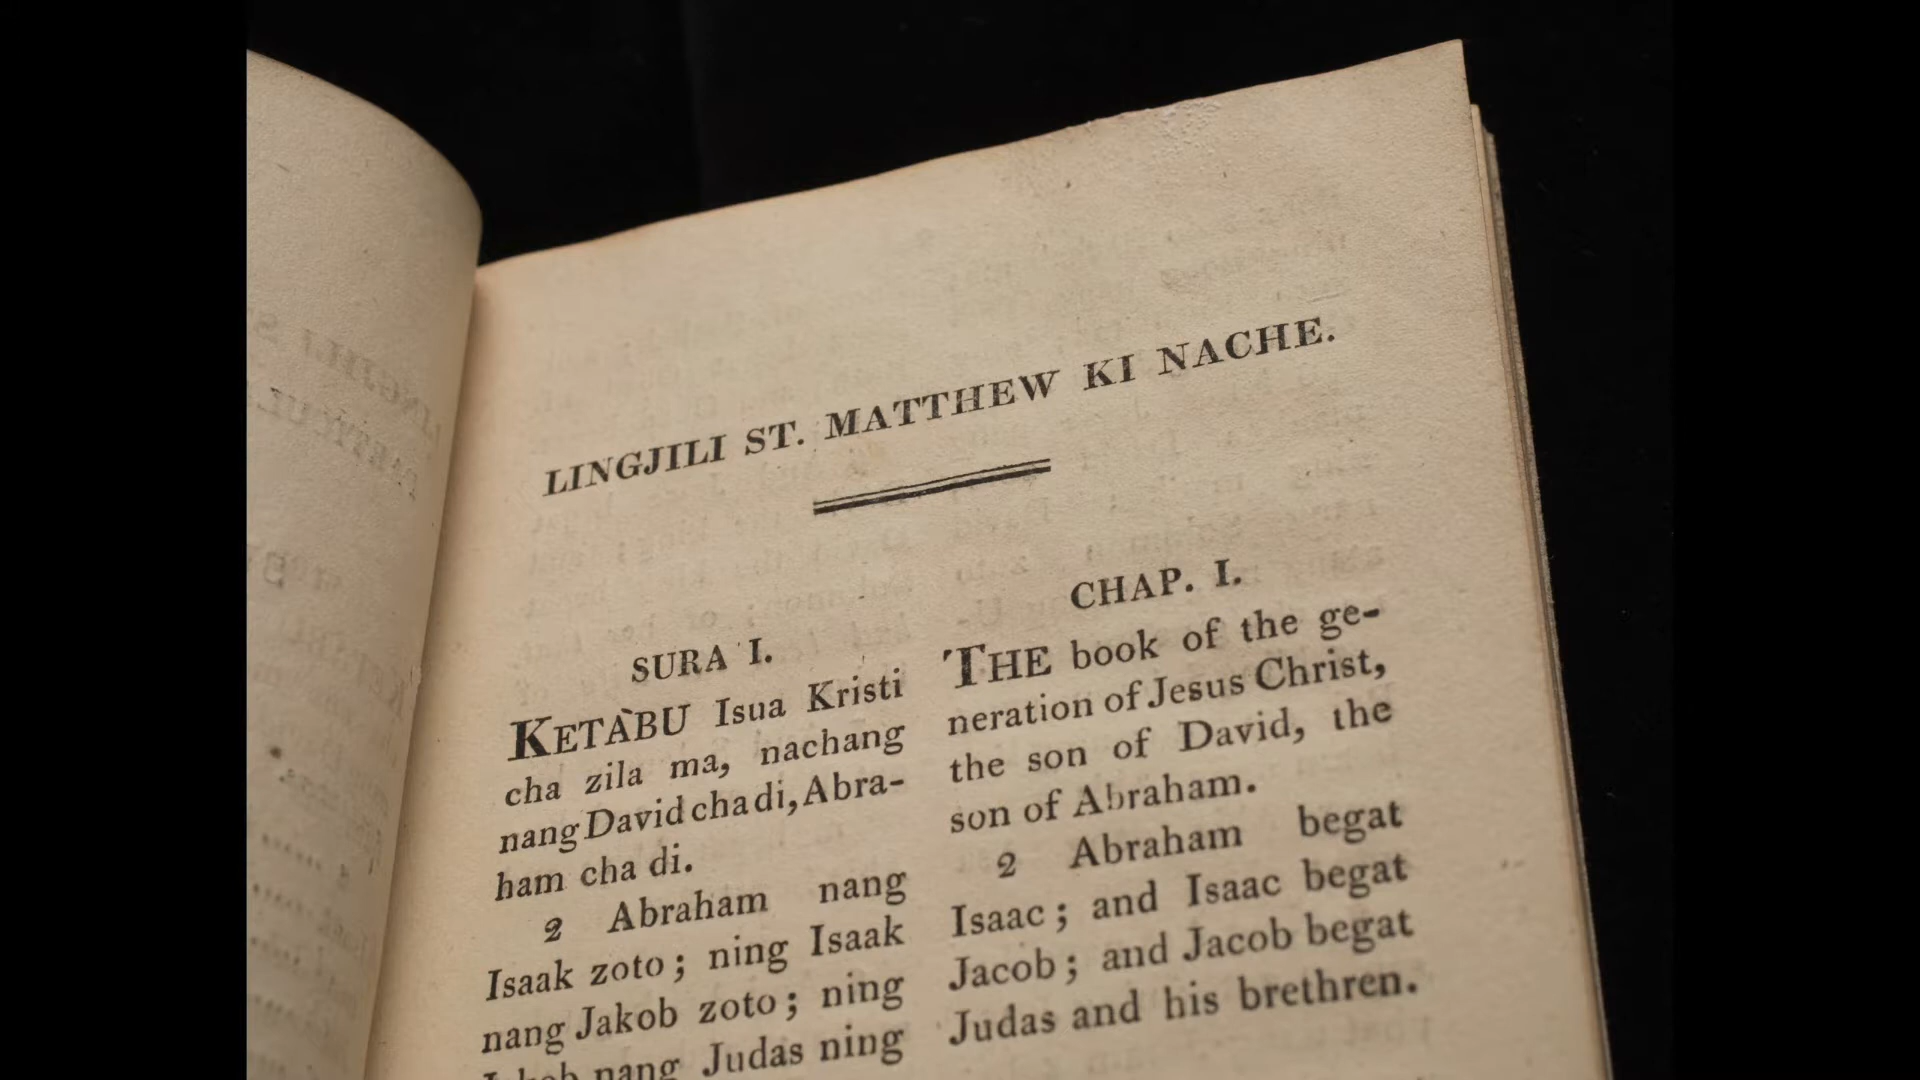 LINGJILI ST. MATTHEW KI NACHE.
SURA I.
KETÀBU Isua Kristi
cha zila ma, nachang
nang David cha di, Abra-
ham cha di.
2 Abraham nang
Isaak zoto; ning Isaak
nang Jakob zoto; ning
nang Judas ning
CHAP. I.
THE book of the ge-
neration of Jesus Christ,
the son of David, the
son of Abraham.
2 Abraham begat
Isaac; and Isaac begat
Jacob; and Jacob begat
Judas and his brethren.